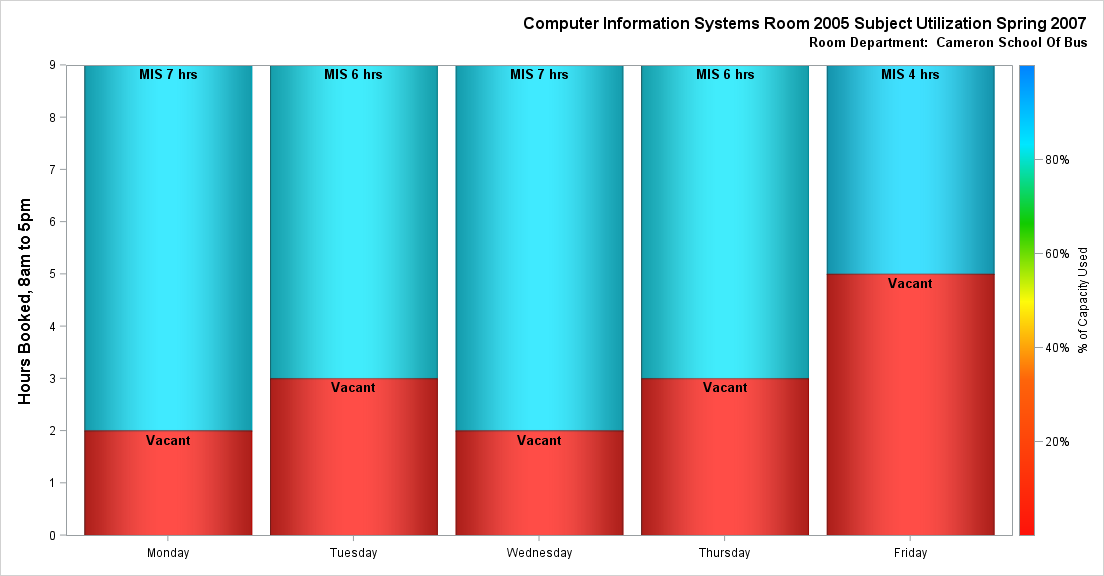 Computer Information Systems Room 2005 Subject Utilization Spring 2007
Room Department:  Cameron School Of Bus
Hours Booked, 8am to 5pm
9
8
7
6
5
4
3
2
1
0
MIS 7 hrs
Vacant
MIS 6 hrs
Vacant
MIS 7 hrs
Vacant
MIS 6 hrs
Vacant
MIS 4 hrs
Vacant
Monday
Tuesday
Wednesday
Thursday
Friday
80%
60%
40%
20%
% of Capacity Used